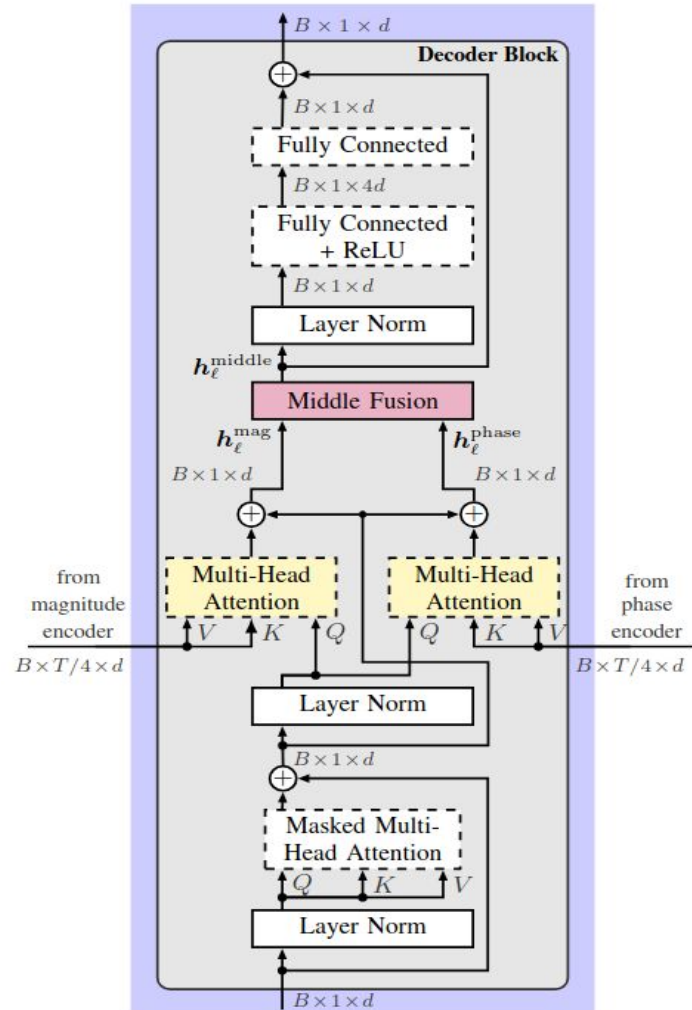 B × 1 × d
Decoder Block
+
B × 1 × d
Fully Connected
B × 1 × 4d
Fully Connected
+ ReLU
B × 1 × d
Layer Norm
h_ℓ^middle
Middle Fusion
h_ℓ^mag
h_ℓ^phase
B × 1 × d
B × 1 × d
+
+
from
magnitude
encoder
B × T/4 × d
Multi-Head
Attention
Multi-Head
Attention
from
phase
encoder
B × T/4 × d
V K Q
Q K V
Layer Norm
B × 1 × d
+
Masked Multi-
Head Attention
Q K V
Layer Norm
B × 1 × d